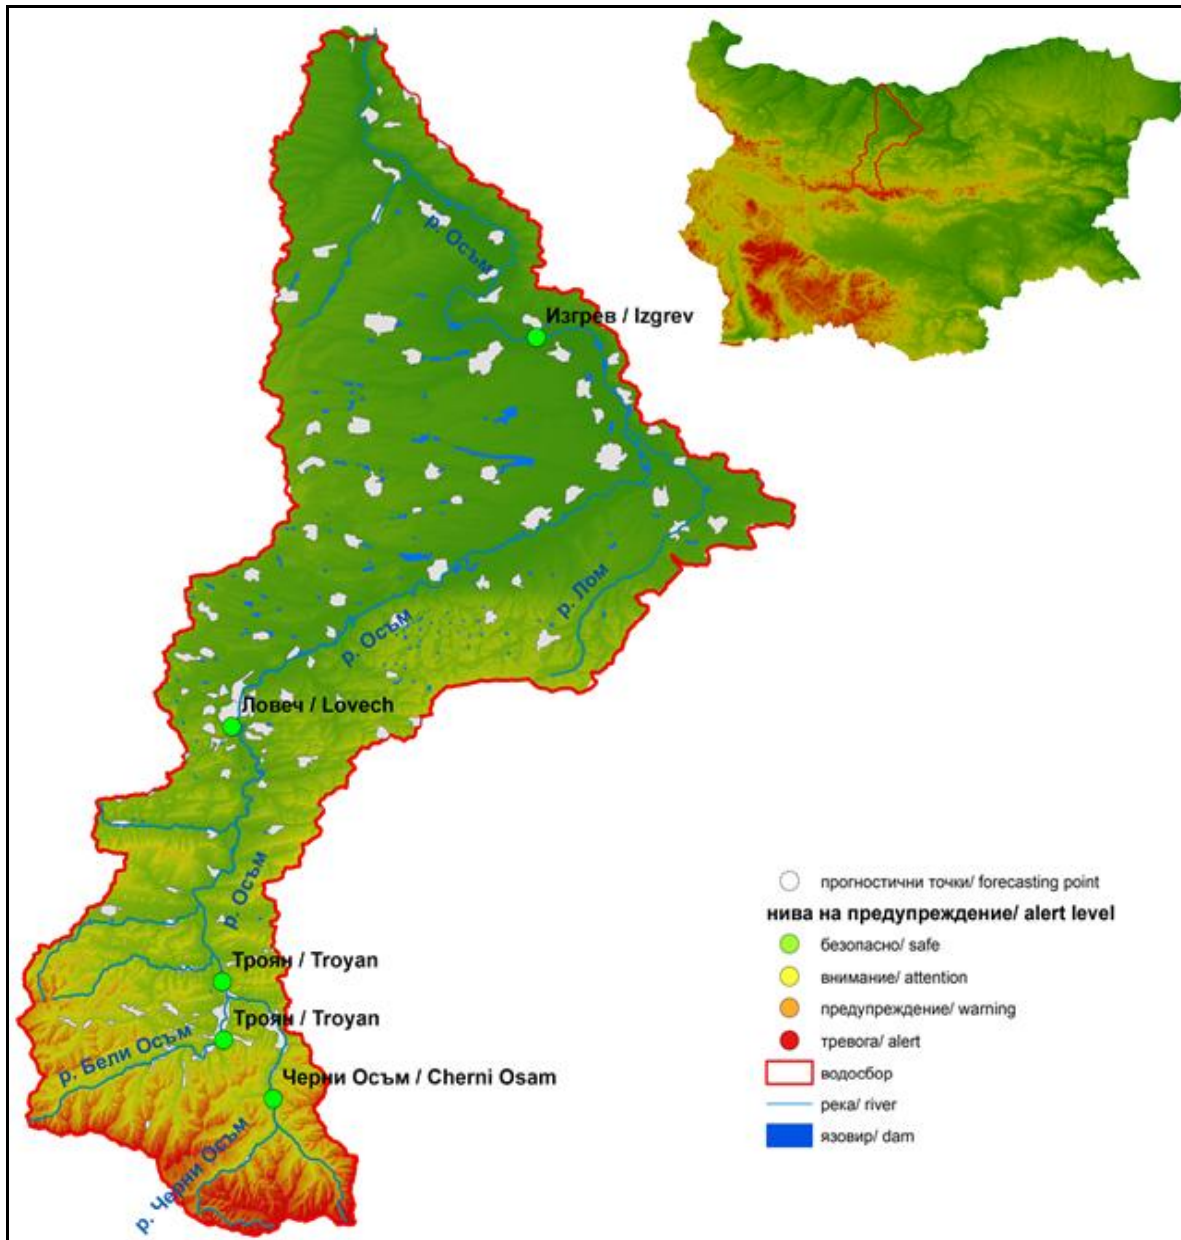 р. Осъм
Изгрев / Izgrev
р. Лом
р. Осъм
Ловеч / Lovech
р. Осъм
Троян / Troyan
Троян / Troyan
р. Бели Осъм
Черни Осъм / Cherni Osam
р. Черни Осъм
прогностични точки/ forecasting point
нива на предупреждение/ alert level
безопасно/ safe
внимание/ attention
предупреждение/ warning
тревога/ alert
водосбор
река/ river
язовир/ dam